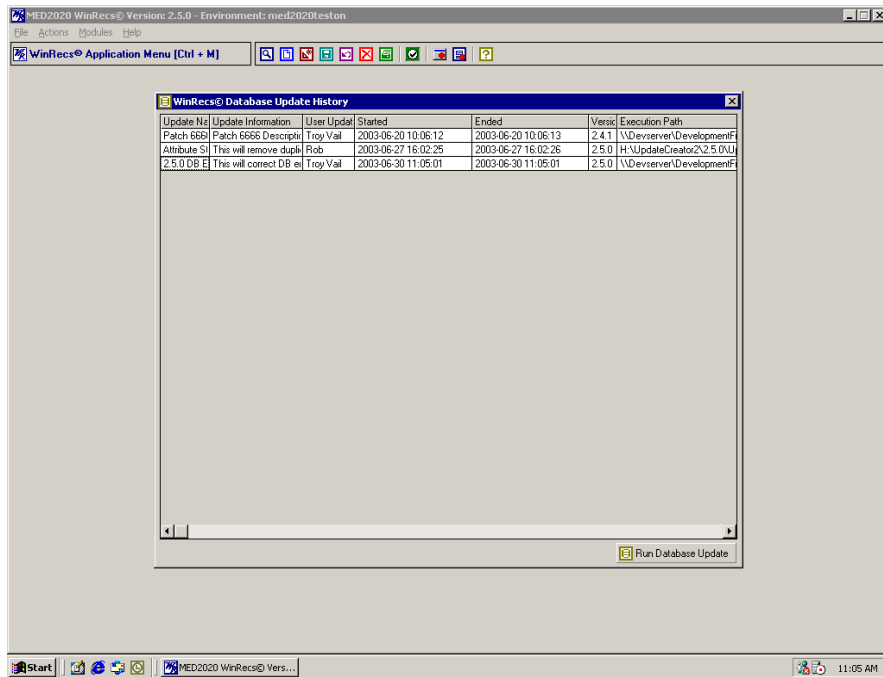 MED2020 WinRecs© Version: 2.5.0 - Environment: med2020teston
File Actions Modules Help
WinRecs© Application Menu [Ctrl + M]
WinRecs© Database Update History
Update Na Update Information User Updat Started Ended Versic Execution Path
Patch 666 Patch 6666 Descripti Troy Vail 2003-06-20 10:06:12 2003-06-20 10:06:13 2.4.1 \\Devserver\DevelopmentFi
Attribute S This will remove dupli Rob 2003-06-27 16:02:25 2003-06-27 16:02:26 2.5.0 H:\UpdateCreator2\2.5.0\U
2.5.0 DB E This will correct DB e Troy Vail 2003-06-30 11:05:01 2003-06-30 11:05:01 2.5.0 \\Devserver\DevelopmentFi
Run Database Update
Start MED2020 WinRecs© Vers... 11:05 AM